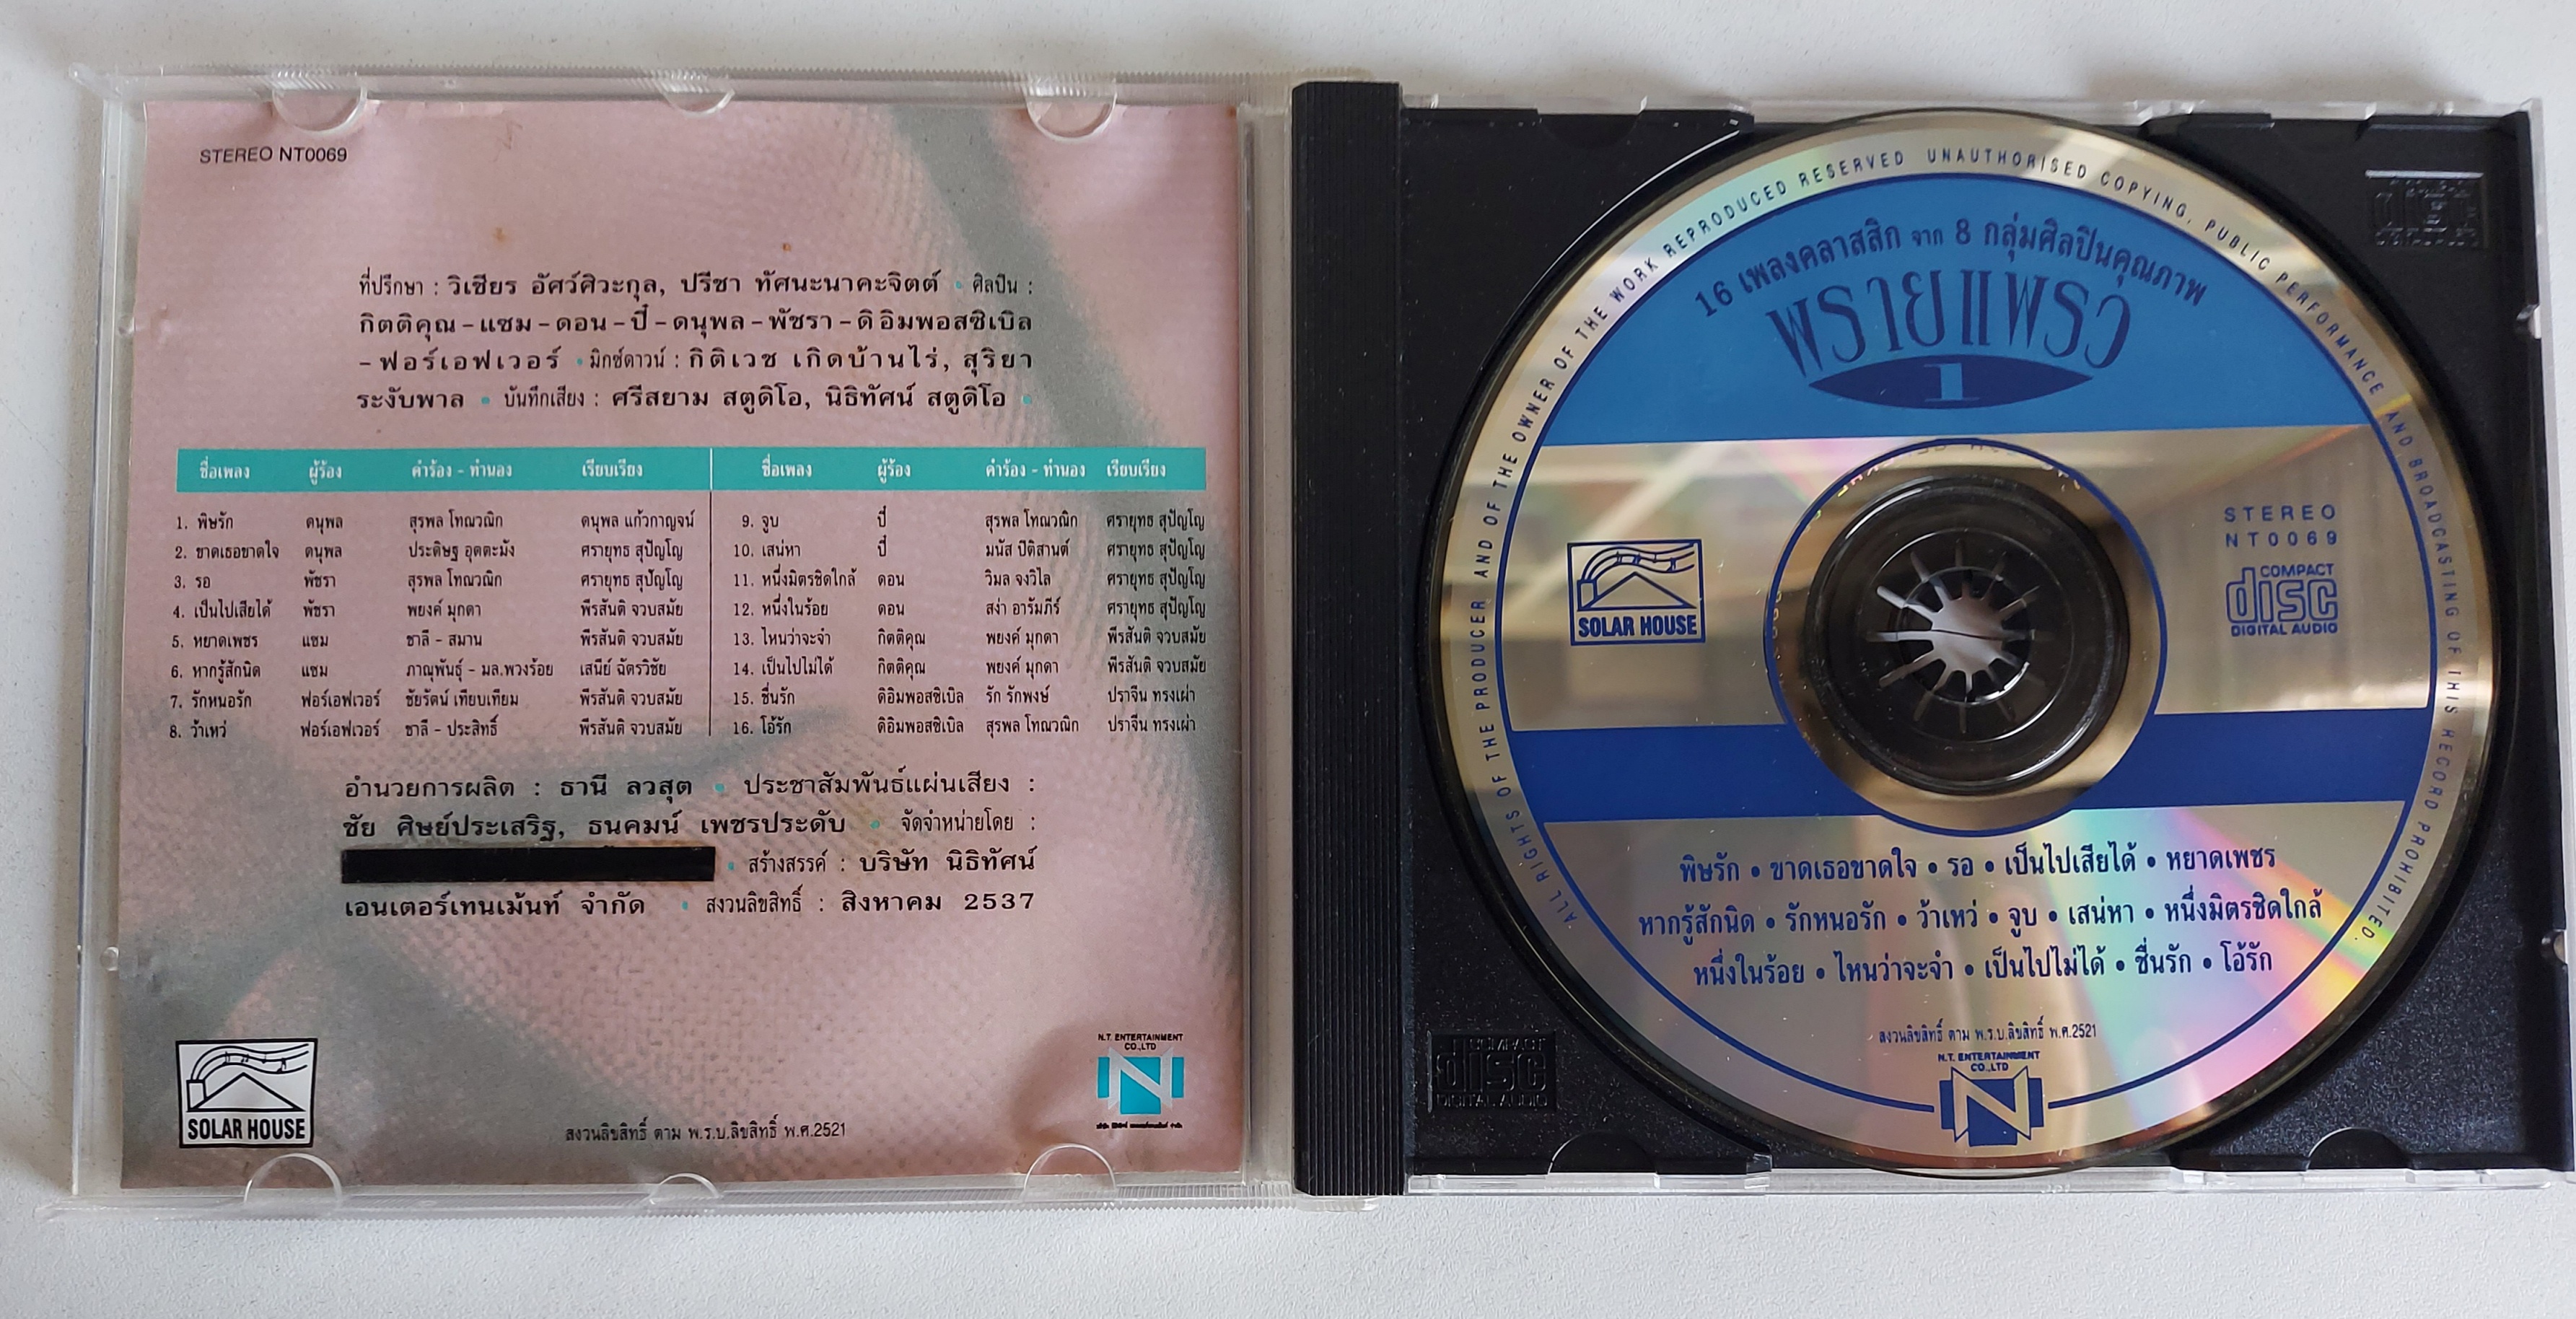 STEREO NT0069
ที่ปรึกษา : วิเชียร อัศว์ศิวะกุล, ปรีชา ทัศนะนาคะจิตต์ • ศิลปิน :
กิตติคุณ – แซม – ดอน – ปี๋ – ดนุพล – พัชรา – ดิอิมพอสซิเบิล
– ฟอร์เอฟเวอร์ • มิกซ์ดาวน์ : กิติเวช เกิดบ้านไร่, สุริยา
ระงับพาล • บันทึกเสียง : ศรีสยาม สตูดิโอ, นิธิทัศน์ สตูดิโอ •
ชื่อเพลง ผู้ร้อง คำร้อง - ทำนอง เรียบเรียง
1. พิษรัก ดนุพล สุรพล โทณวณิก ดนุพล แก้วกาญจน์
2. ขาดเธอขาดใจ ดนุพล ประดิษฐ อุตตะมัง ศรายุทธ สุปัญโญ
3. รอ พัชรา สุรพล โทณวณิก ศรายุทธ สุปัญโญ
4. เป็นไปเสียได้ พัชรา พยงค์ มุกดา พีรสันติ จวบสมัย
5. หยาดเพชร แซม ชาลี - สมาน พีรสันติ จวบสมัย
6. หากรู้สักนิด แซม ภาณุพันธุ์ - มล.พวงร้อย เสนีย์ ฉัตรวิชัย
7. รักหนอรัก ฟอร์เอฟเวอร์ ชัยรัตน์ เทียบเทียม พีรสันติ จวบสมัย
8. ว้าเหว่ ฟอร์เอฟเวอร์ ชาลี - ประสิทธิ์ พีรสันติ จวบสมัย
ชื่อเพลง ผู้ร้อง คำร้อง - ทำนอง เรียบเรียง
9. จูบ ปี๋ สุรพล โทณวณิก ศรายุทธ สุปัญโญ
10. เสน่หา ปี๋ มนัส ปิติสานต์ ศรายุทธ สุปัญโญ
11. หนึ่งมิตรชิดใกล้ ดอน วิมล จงวิไล ศรายุทธ สุปัญโญ
12. หนึ่งในร้อย ดอน สง่า อารัมภีร์ ศรายุทธ สุปัญโญ
13. ไหนว่าจะจำ กิตติคุณ พยงค์ มุกดา พีรสันติ จวบสมัย
14. เป็นไปไม่ได้ กิตติคุณ พยงค์ มุกดา พีรสันติ จวบสมัย
15. ชื่นรัก ดิอิมพอสซิเบิล รัก รักพงษ์ ปราจีน ทรงเผ่า
16. โอ้รัก ดิอิมพอสซิเบิล สุรพล โทณวณิก ปราจีน ทรงเผ่า
อำนวยการผลิต : ธานี ลวสุต • ประชาสัมพันธ์แผ่นเสียง :
ชัย ศิษย์ประเสริฐ, ธนคมน์ เพชรประดับ • จัดจำหน่ายโดย :
• สร้างสรรค์ : บริษัท นิธิทัศน์
เอนเตอร์เทนเม้นท์ จำกัด • สงวนลิขสิทธิ์ : สิงหาคม 2537
SOLAR HOUSE
สงวนลิขสิทธิ์ ตาม พ.ร.บ.ลิขสิทธิ์ พ.ศ.2521
N.T. ENTERTAINMENT
CO.,LTD
N
ALL RIGHTS OF THE PRODUCER AND OF THE OWNER OF THE WORK REPRODUCED RESERVED UNAUTHORISED COPYING, PUBLIC PERFORMANCE AND BROADCASTING OF THIS RECORD PROHIBITED.
16 เพลงคลาสสิก จาก 8 กลุ่มศิลปินคุณภาพ
พรายแพรว
1
SOLAR HOUSE
STEREO
NT0069
COMPACT
disc
DIGITAL AUDIO
พิษรัก • ขาดเธอขาดใจ • รอ • เป็นไปเสียได้ • หยาดเพชร
หากรู้สักนิด • รักหนอรัก • ว้าเหว่ • จูบ • เสน่หา • หนึ่งมิตรชิดใกล้
หนึ่งในร้อย • ไหนว่าจะจำ • เป็นไปไม่ได้ • ชื่นรัก • โอ้รัก
สงวนลิขสิทธิ์ ตาม พ.ร.บ.ลิขสิทธิ์ พ.ศ.2521
N.T. ENTERTAINMENT
CO.,LTD
N
COMPACT
disc
DIGITAL AUDIO